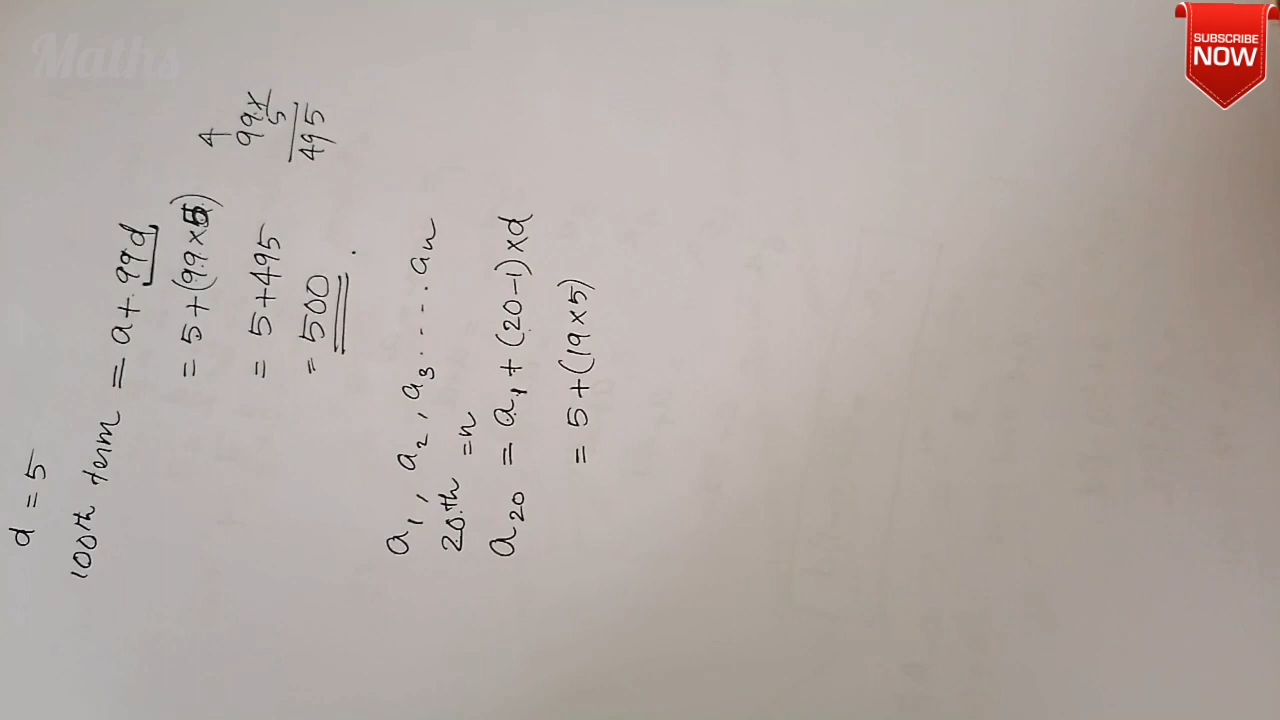 Maths
SUBSCRIBE
NOW
d = 5
100th term = a + 99d
= 5+(99×5)
= 5+495
= 500
4
99×
5
495
a₁, a₂, a₃ .... aₙ
20th = n
a₂₀ = a₁ + (20-1)×d
= 5+(19×5)